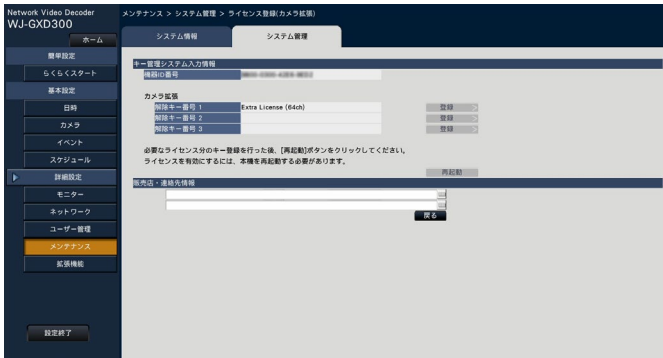 Network Video Decoder
WJ-GXD300
ホーム
メンテナンス > システム管理 > ライセンス登録(カメラ拡張)
システム情報
システム管理
簡単設定
らくらくスタート
基本設定
日時
カメラ
イベント
スケジュール
詳細設定
モニター
ネットワーク
ユーザー管理
メンテナンス
拡張機能
設定終了
キー管理システム入力情報
機器ID番号
カメラ拡張
解除キー番号 1 Extra License (64ch) 登録 >
解除キー番号 2 登録 >
解除キー番号 3 登録 >
必要なライセンス分のキー登録を行った後、[再起動]ボタンをクリックしてください。
ライセンスを有効にするには、本機を再起動する必要があります。
再起動
販売店・連絡先情報
戻る